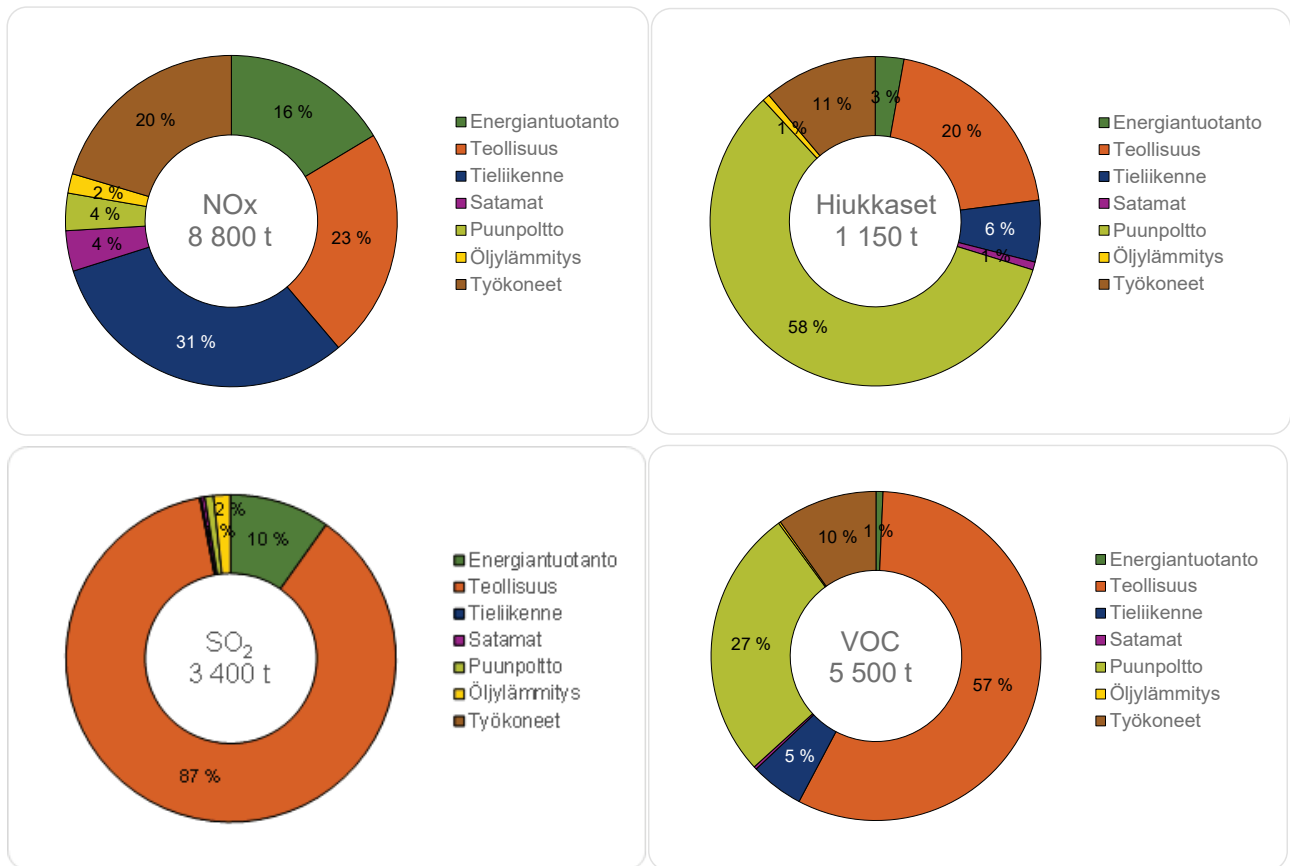 16 %
23 %
31 %
4 %
4 %
2 %
20 %
NOx
8 800 t
Energiantuotanto
Teollisuus
Tieliikenne
Satamat
Puunpoltto
Öljylämmitys
Työkoneet
3 %
20 %
6 %
1 %
58 %
1 %
11 %
Hiukkaset
1 150 t
Energiantuotanto
Teollisuus
Tieliikenne
Satamat
Puunpoltto
Öljylämmitys
Työkoneet
10 %
87 %
%
2 %
SO₂
3 400 t
Energiantuotanto
Teollisuus
Tieliikenne
Satamat
Puunpoltto
Öljylämmitys
Työkoneet
1 %
57 %
5 %
27 %
10 %
VOC
5 500 t
Energiantuotanto
Teollisuus
Tieliikenne
Satamat
Puunpoltto
Öljylämmitys
Työkoneet